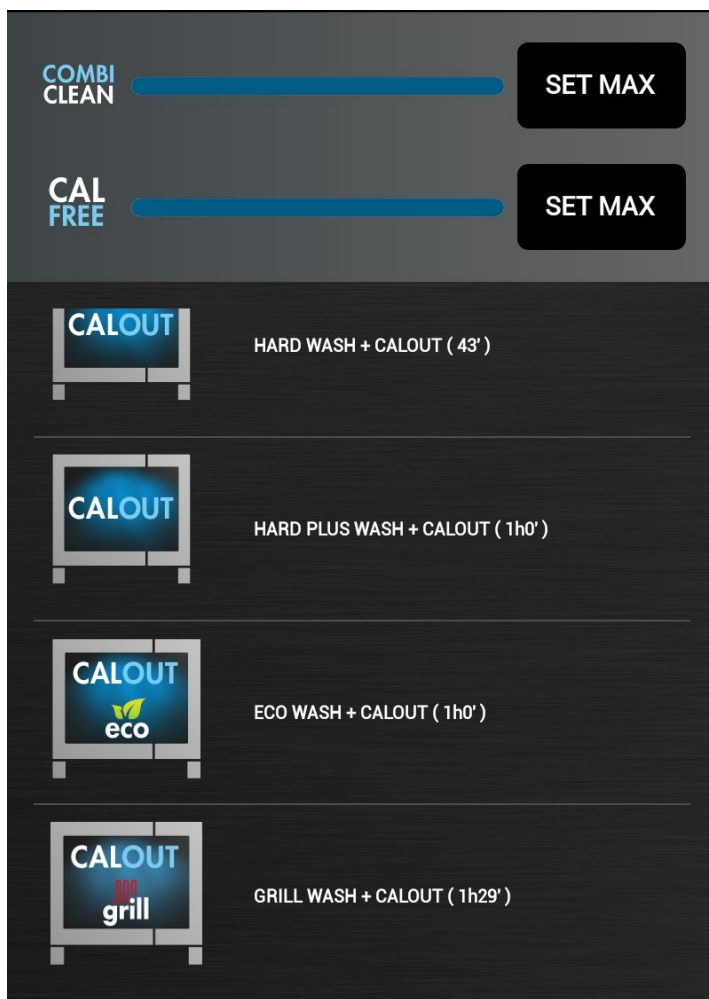 COMBI
CLEAN
SET MAX
CAL
FREE
SET MAX
CALOUT
HARD WASH + CALOUT ( 43' )
CALOUT
HARD PLUS WASH + CALOUT ( 1h0' )
CALOUT
eco
ECO WASH + CALOUT ( 1h0' )
CALOUT
grill
GRILL WASH + CALOUT ( 1h29' )